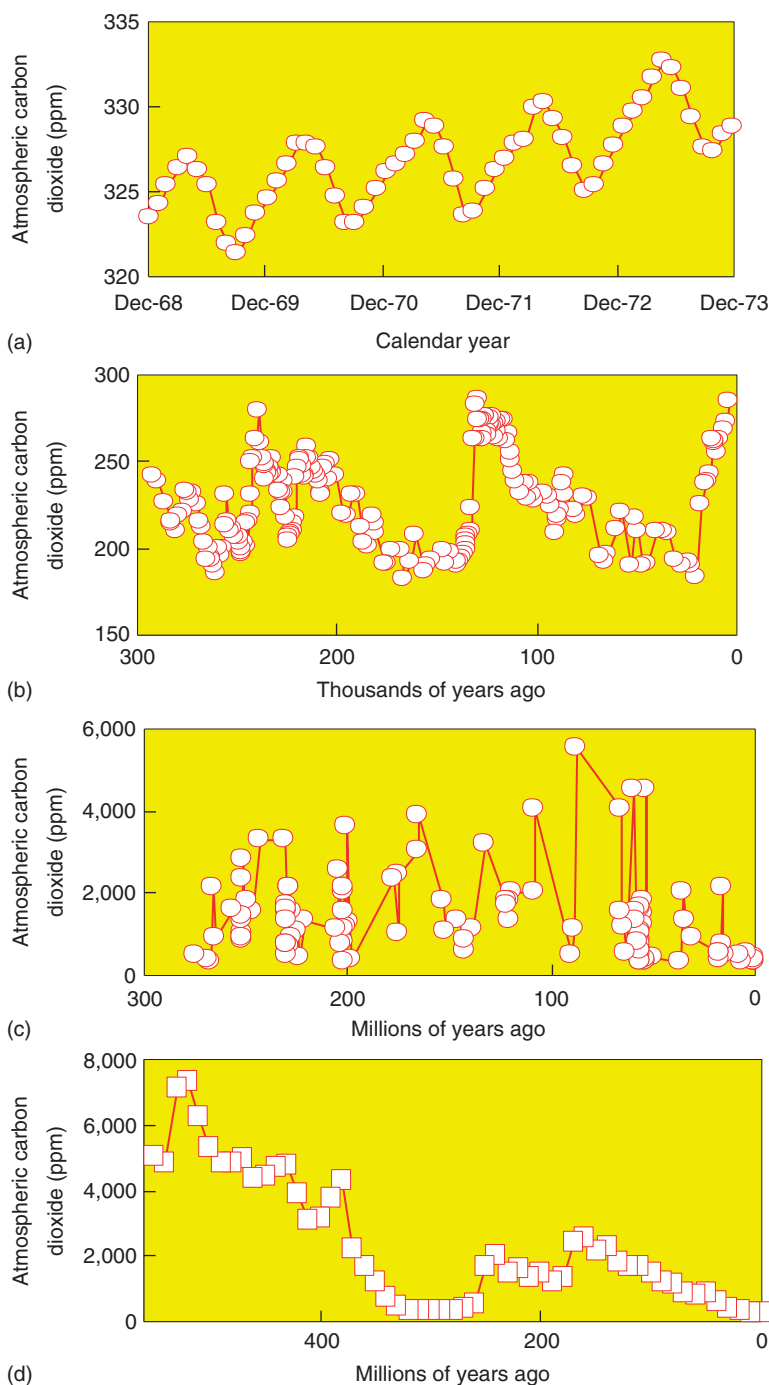 335
330
325
320
Atmospheric carbon
dioxide (ppm)
Dec-68 Dec-69 Dec-70 Dec-71 Dec-72 Dec-73
(a) Calendar year
300
250
200
150
Atmospheric carbon
dioxide (ppm)
300 200 100 0
(b) Thousands of years ago
6,000
4,000
2,000
0
Atmospheric carbon
dioxide (ppm)
300 200 100 0
(c) Millions of years ago
8,000
6,000
4,000
2,000
0
Atmospheric carbon
dioxide (ppm)
400 200 0
(d) Millions of years ago